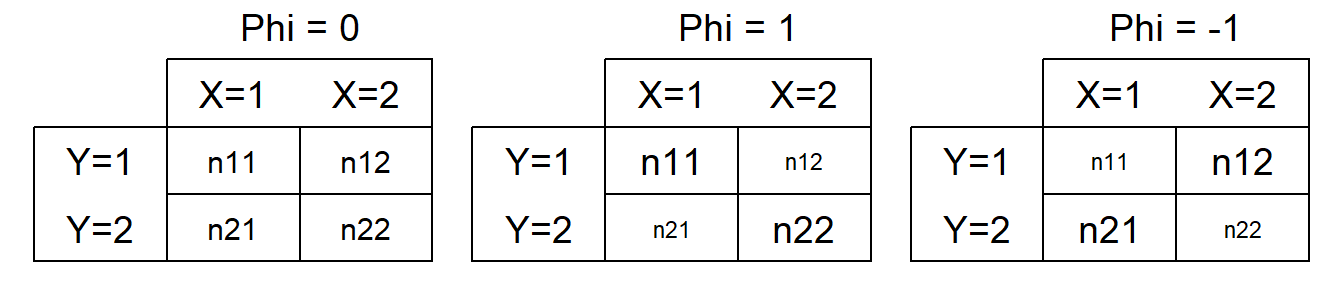 Phi = 0 Phi = 1 Phi = -1
X=1 X=2 X=1 X=2 X=1 X=2
Y=1 n11 n12 Y=1 n11 n12 Y=1 n11 n12
Y=2 n21 n22 Y=2 n21 n22 Y=2 n21 n22